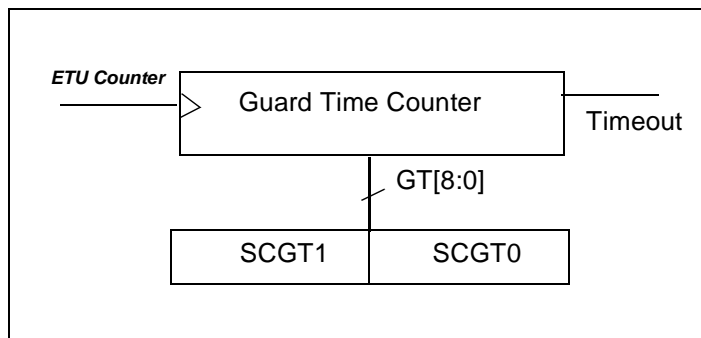 ETU Counter
Guard Time Counter
Timeout
GT[8:0]
SCGT1
SCGT0